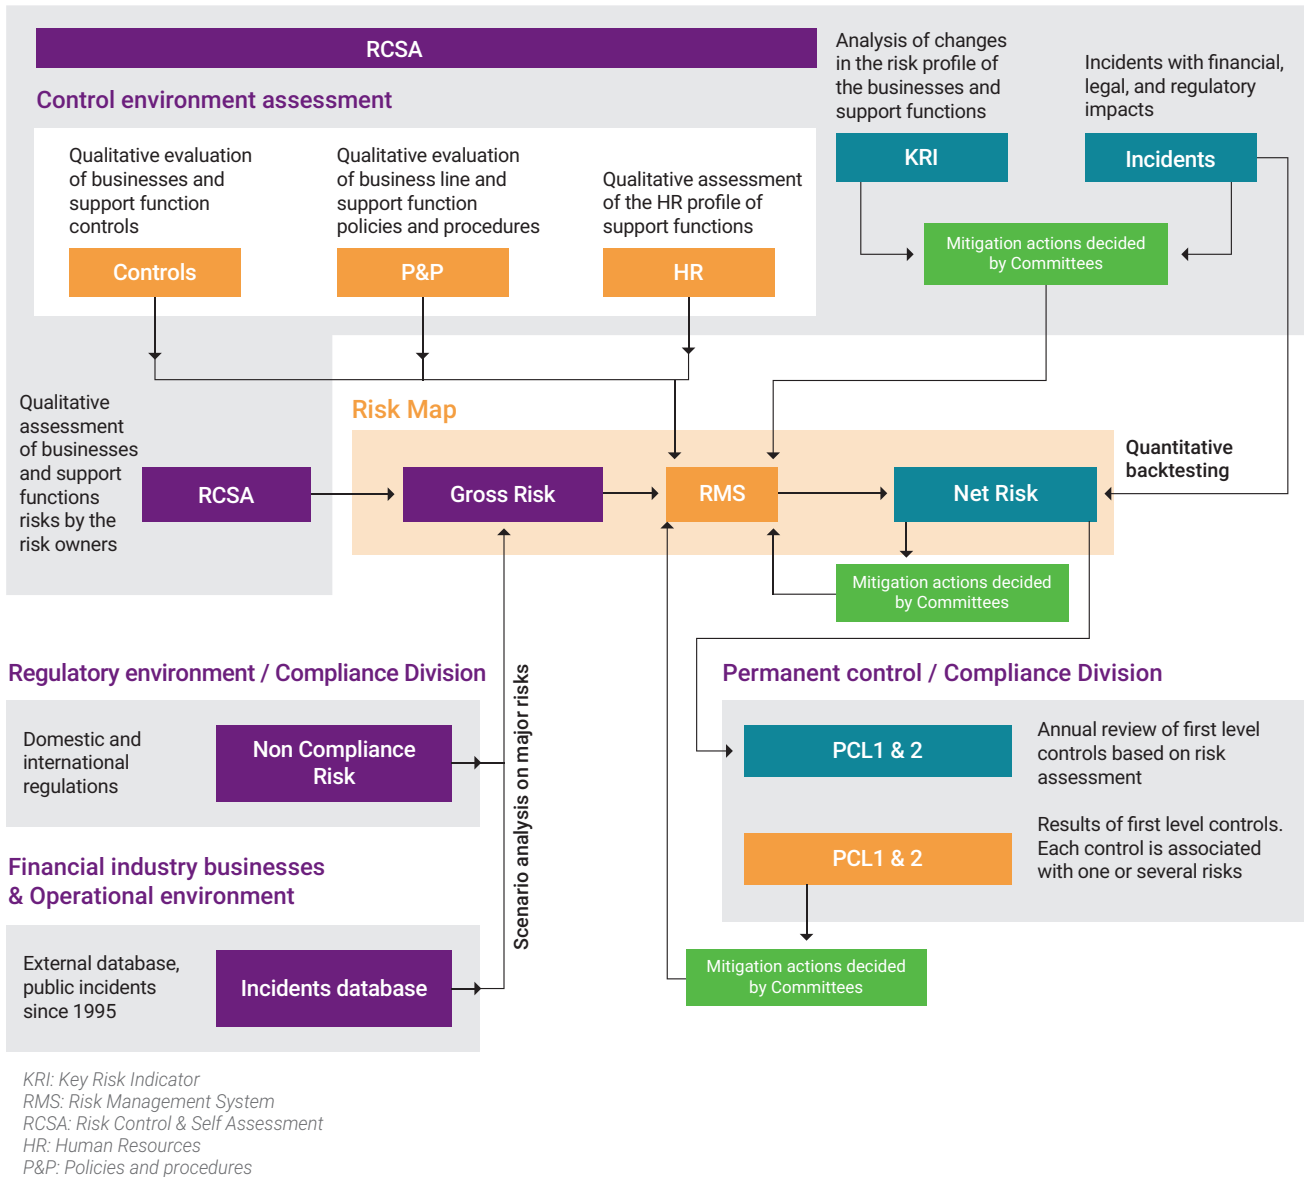 RCSA
Control environment assessment
Qualitative evaluation
of businesses and
support function
controls
Controls
Qualitative evaluation
of business line and
support function
policies and procedures
P&P
Qualitative assessment
of the HR profile of
support functions
HR
Analysis of changes
in the risk profile of
the businesses and
support functions
KRI
Incidents with financial,
legal, and regulatory
impacts
Incidents
Mitigation actions decided
by Committees
Qualitative
assessment
of businesses
and support
functions
risks by the
risk owners
RCSA
Risk Map
Gross Risk
RMS
Net Risk
Quantitative
backtesting
Mitigation actions decided
by Committees
Regulatory environment / Compliance Division
Domestic and
international
regulations
Non Compliance
Risk
Financial industry businesses
& Operational environment
External database,
public incidents
since 1995
Incidents database
Scenario analysis on major risks
Permanent control / Compliance Division
PCL1 & 2
Annual review of first level
controls based on risk
assessment
PCL1 & 2
Results of first level controls.
Each control is associated
with one or several risks
Mitigation actions decided
by Committees
KRI: Key Risk Indicator
RMS: Risk Management System
RCSA: Risk Control & Self Assessment
HR: Human Resources
P&P: Policies and procedures